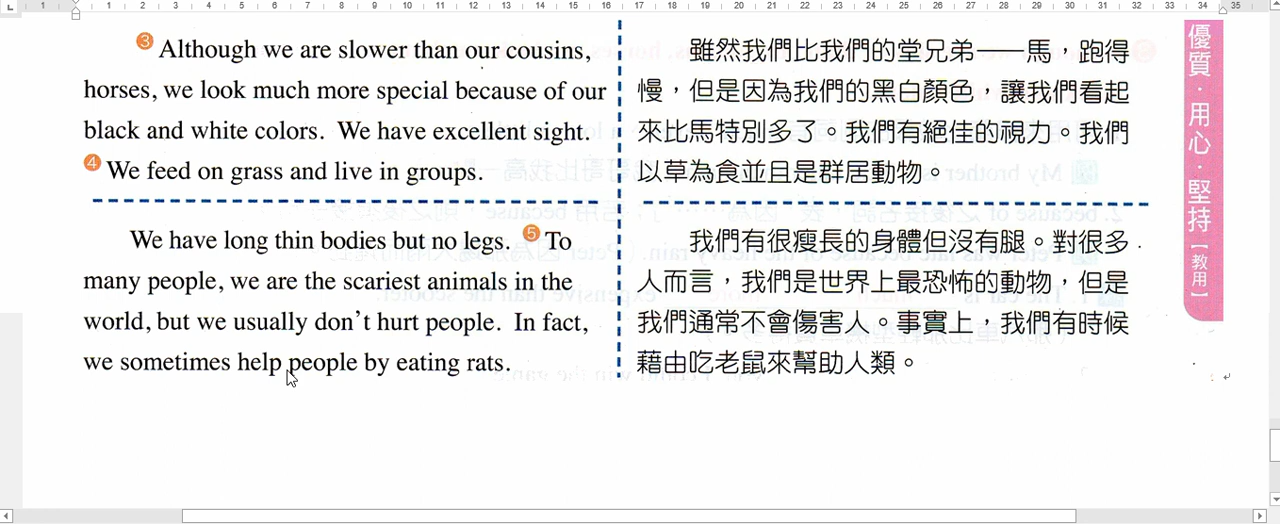 ❸ Although we are slower than our cousins,
horses, we look much more special because of our
black and white colors. We have excellent sight.
❹ We feed on grass and live in groups.
We have long thin bodies but no legs. ❺ To
many people, we are the scariest animals in the
world, but we usually don't hurt people. In fact,
we sometimes help people by eating rats.
雖然我們比我們的堂兄弟——馬，跑得
慢，但是因為我們的黑白顏色，讓我們看起
來比馬特別多了。我們有絕佳的視力。我們
以草為食並且是群居動物。
我們有很瘦長的身體但沒有腿。對很多
人而言，我們是世界上最恐怖的動物，但是
我們通常不會傷害人。事實上，我們有時候
藉由吃老鼠來幫助人類。
優質．用心．堅持【教用】